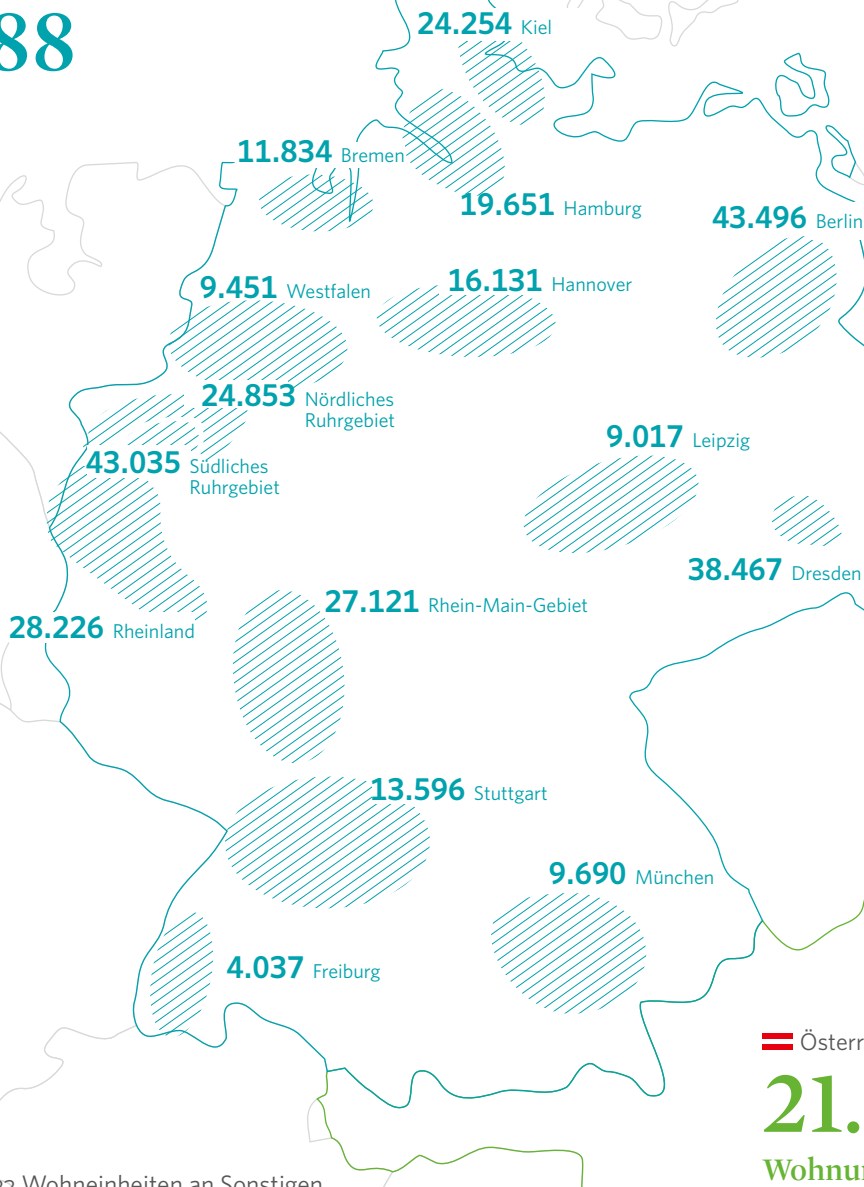 88
24.254 Kiel
11.834 Bremen
19.651 Hamburg
43.496 Berlin
9.451 Westfalen
16.131 Hannover
24.853 Nördliches
Ruhrgebiet
9.017 Leipzig
43.035 Südliches
Ruhrgebiet
38.467 Dresden
27.121 Rhein-Main-Gebiet
28.226 Rheinland
13.596 Stuttgart
9.690 München
4.037 Freiburg
Österr
21.
Wohnun
Wohneinheiten an Sonstigen